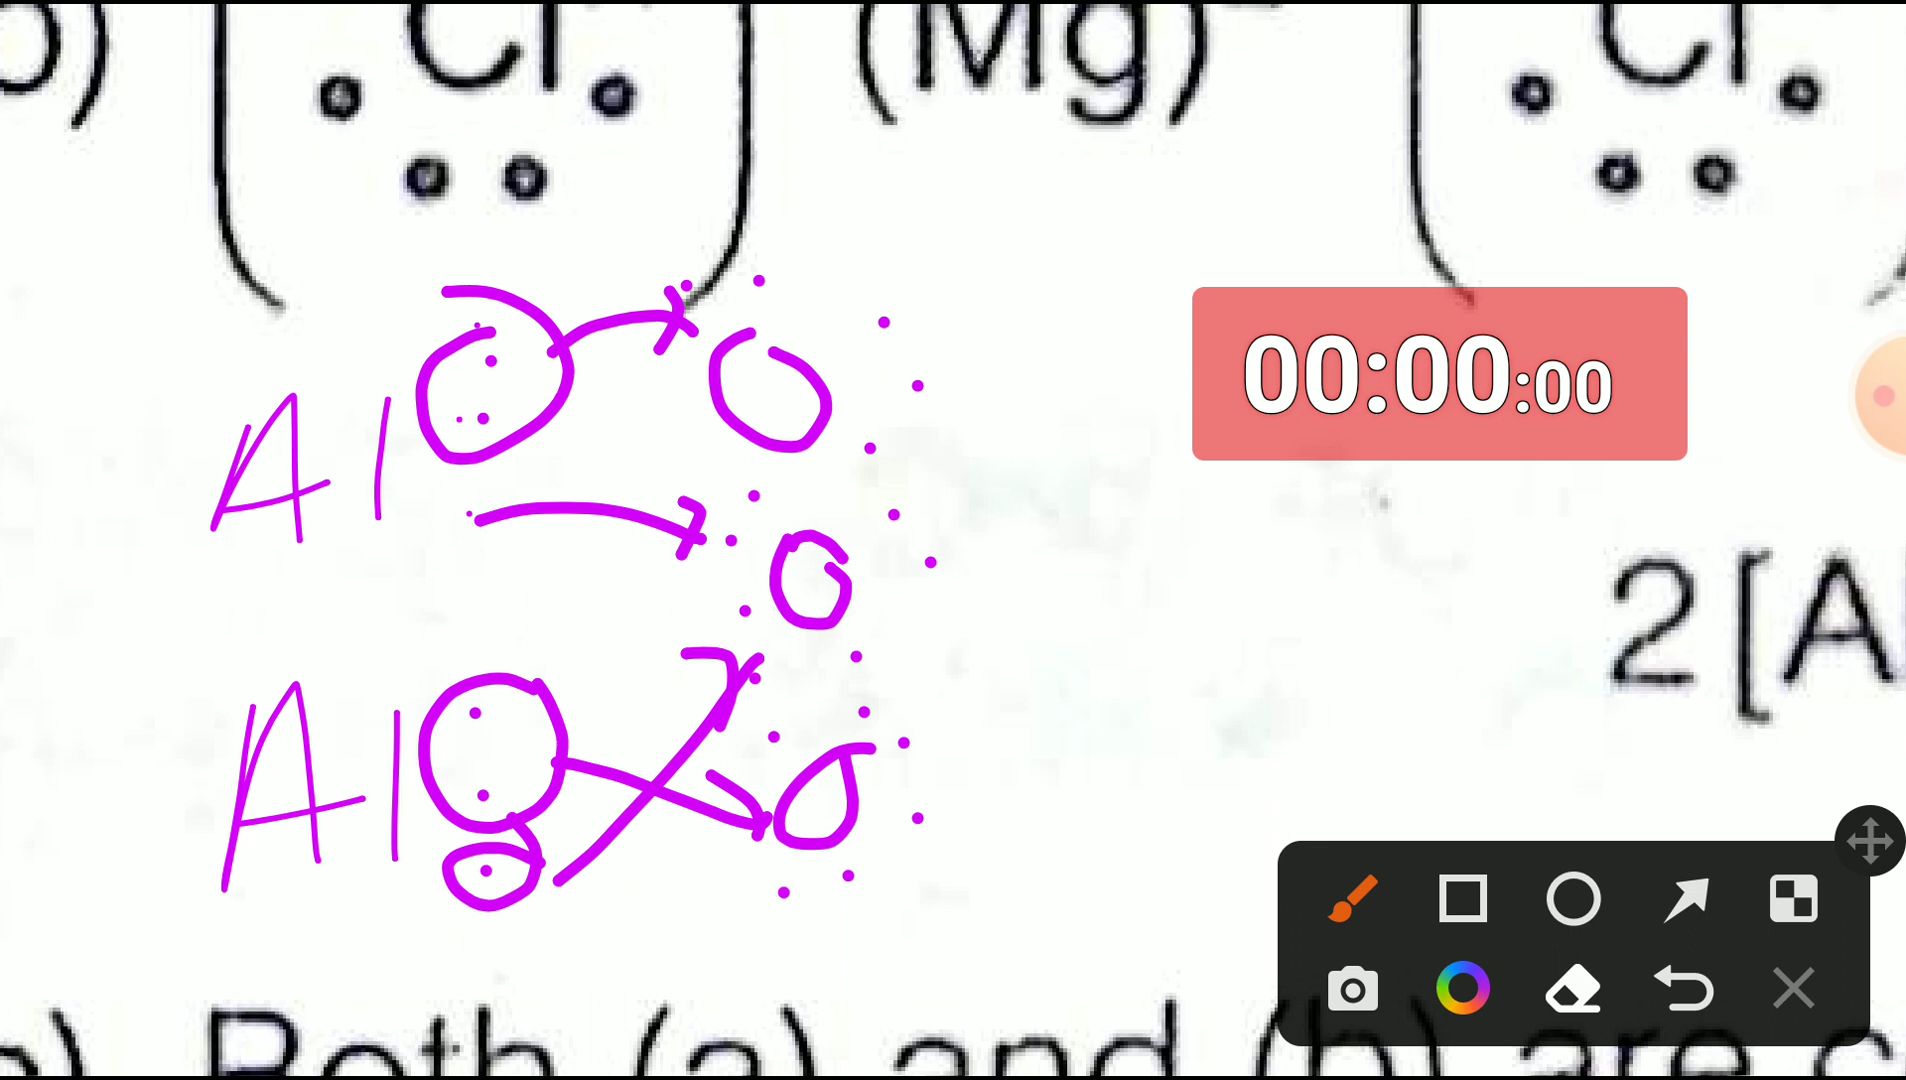 Cl (Mg) Cl
00:00:00
Al O
O
2[A
Al O
Both (a) and (b) are c